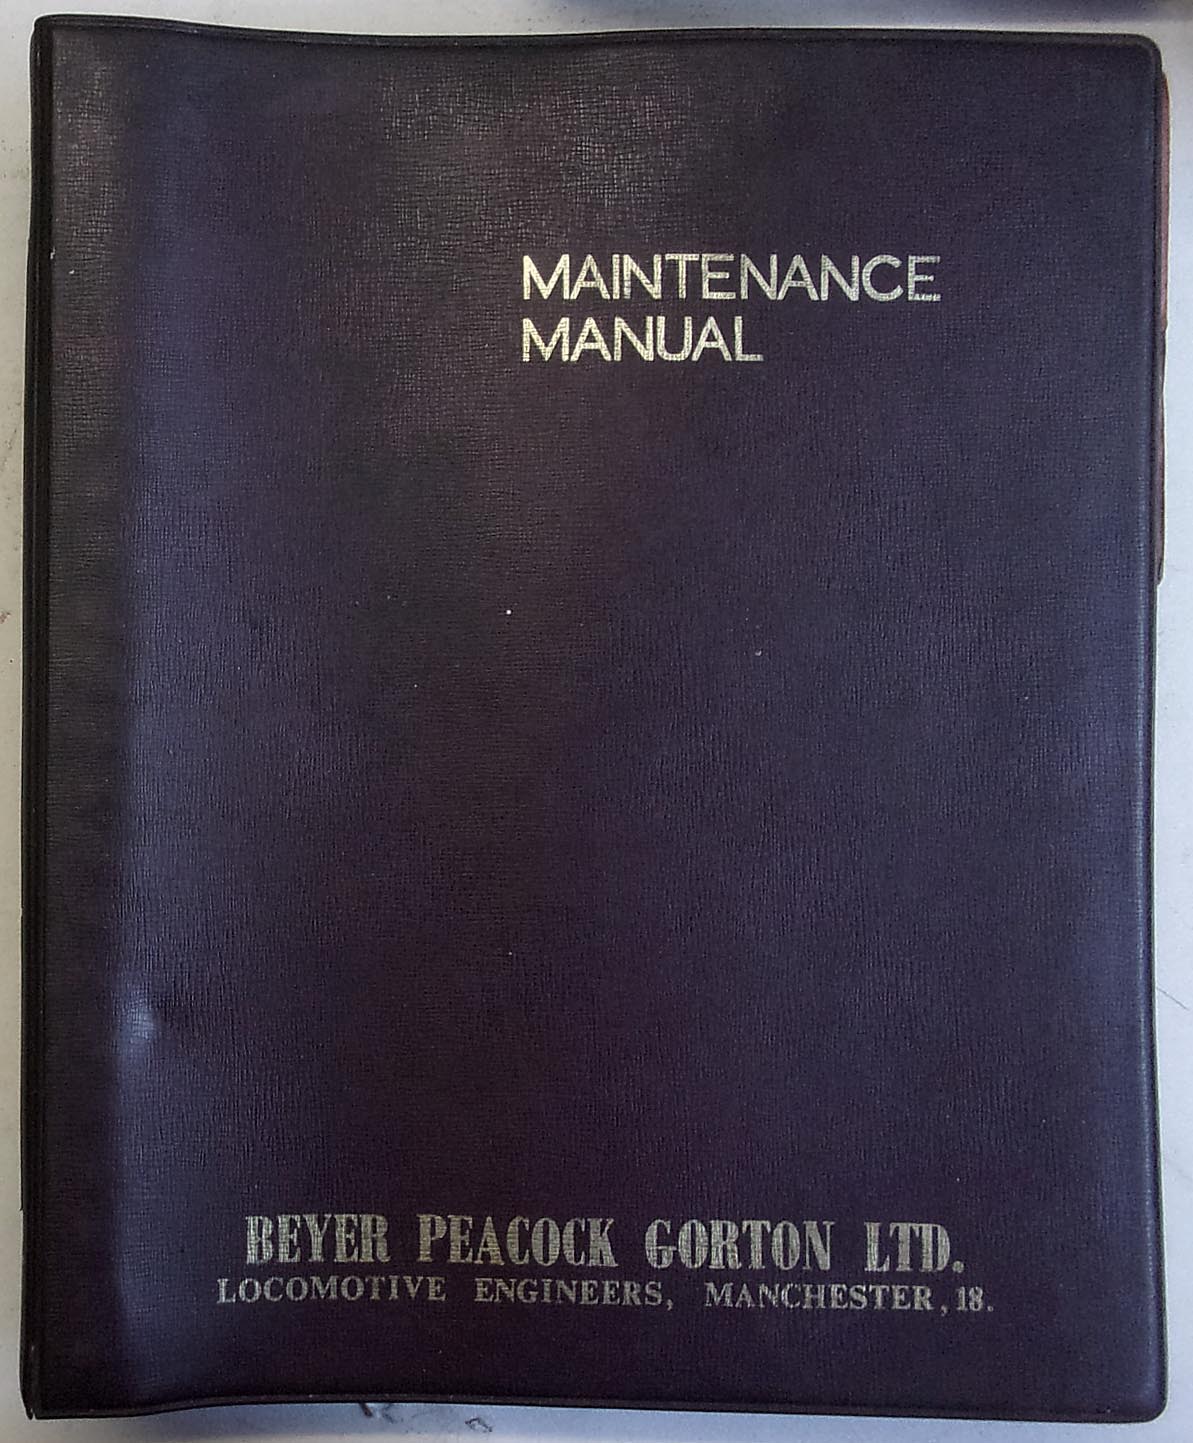 MAINTENANCE
MANUAL
BEYER PEACOCK GORTON LTD.
LOCOMOTIVE ENGINEERS, MANCHESTER, 18.